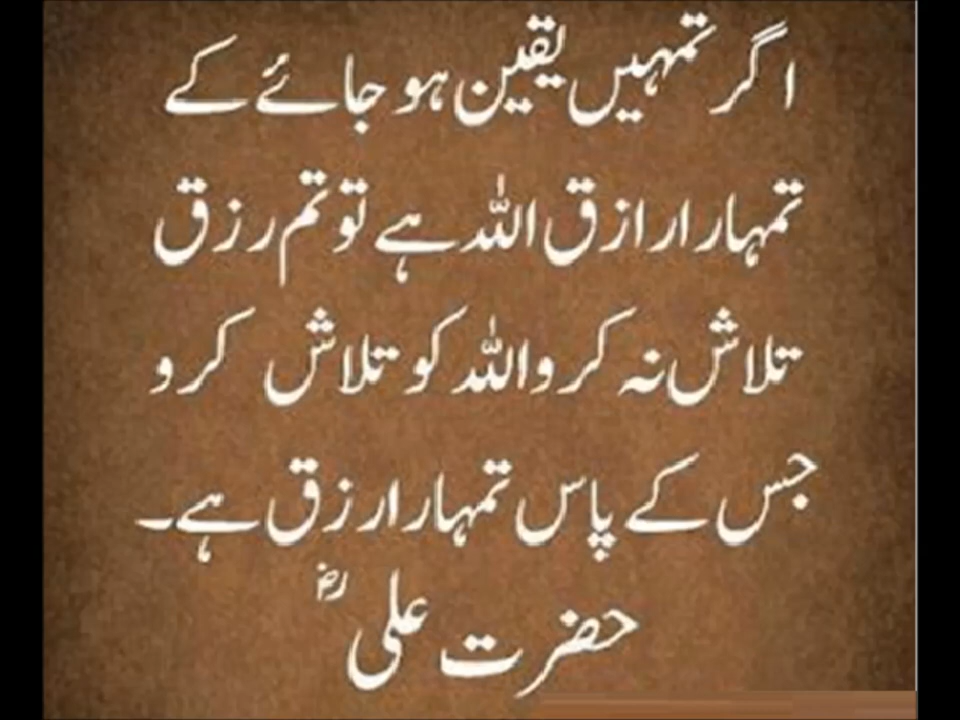 اگر تمہیں یقین ہو جائے کے
تمہارا رازق اللہ ہے تو تم رزق
تلاش نہ کرو اللہ کو تلاش کرو
جس کے پاس تمہارا رزق ہے۔
حضرت علیؓ